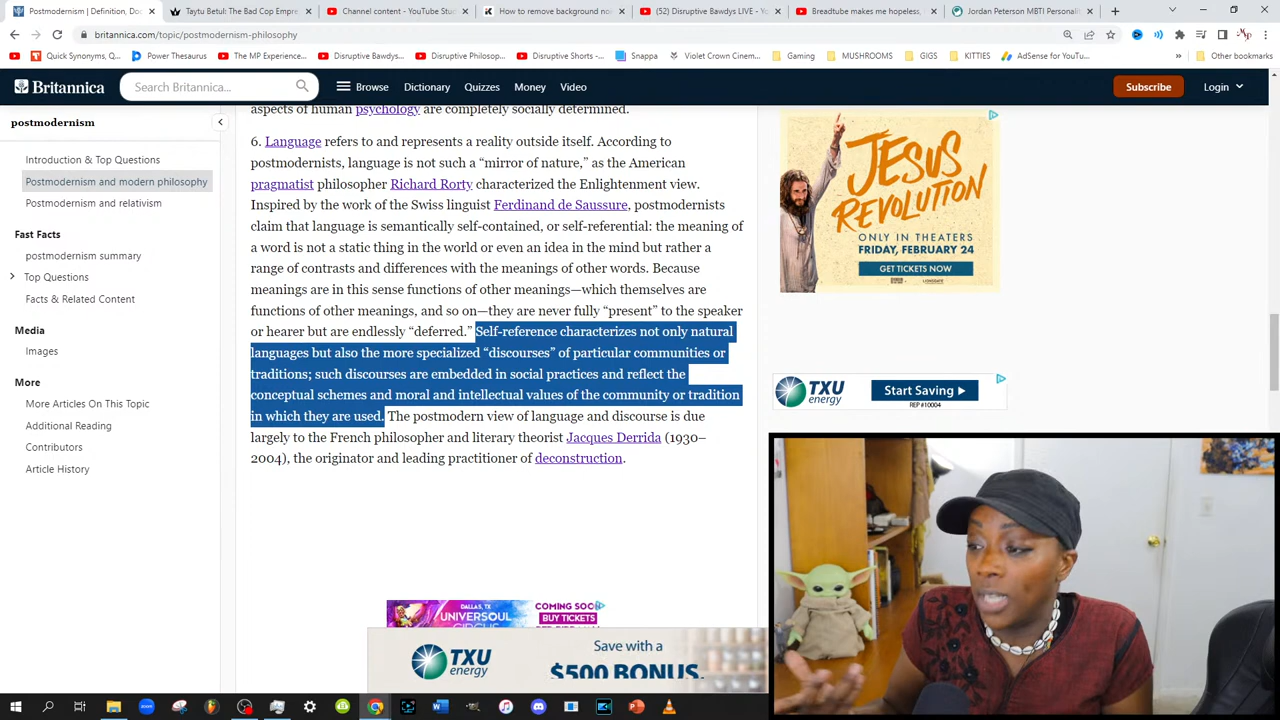 Postmodernism | Definition, Do
Taytu Betul: The Bad Cop Empre
Channel content - YouTube Stud
How to remove background noi
(52) Disruptive Bawdys LIVE - Yo
Breadtube makes me hopeless,
Jordan Peterson MBTI Personali
britannica.com/topic/postmodernism-philosophy
Quick Synonyms, Q...
Power Thesaurus
The MP Experience...
Disruptive Bawdys...
Disruptive Philosop...
Disruptive Shorts -...
Snappa
Violet Crown Cinem...
Gaming
MUSHROOMS
GIGS
KITTIES
AdSense for YouTu...
Other bookmarks
Britannica
Search Britannica...
Browse
Dictionary
Quizzes
Money
Video
Subscribe
Login
postmodernism
Introduction & Top Questions
Postmodernism and modern philosophy
Postmodernism and relativism
Fast Facts
postmodernism summary
Top Questions
Facts & Related Content
Media
Images
More
More Articles On This Topic
Additional Reading
Contributors
Article History
aspects of human psychology are completely socially determined.
6. Language refers to and represents a reality outside itself. According to
postmodernists, language is not such a “mirror of nature,” as the American
pragmatist philosopher Richard Rorty characterized the Enlightenment view.
Inspired by the work of the Swiss linguist Ferdinand de Saussure, postmodernists
claim that language is semantically self-contained, or self-referential: the meaning of
a word is not a static thing in the world or even an idea in the mind but rather a
range of contrasts and differences with the meanings of other words. Because
meanings are in this sense functions of other meanings—which themselves are
functions of other meanings, and so on—they are never fully “present” to the speaker
or hearer but are endlessly “deferred.” Self-reference characterizes not only natural
languages but also the more specialized “discourses” of particular communities or
traditions; such discourses are embedded in social practices and reflect the
conceptual schemes and moral and intellectual values of the community or tradition
in which they are used. The postmodern view of language and discourse is due
largely to the French philosopher and literary theorist Jacques Derrida (1930–
2004), the originator and leading practitioner of deconstruction.
JESUS
REVOLUTION
ONLY IN THEATERS
FRIDAY, FEBRUARY 24
GET TICKETS NOW
LIONSGATE
TXU
energy
Start Saving
REP #10004
DALLAS, TX
UNIVERSOUL
CIRCUS
COMING SOON
BUY TICKETS
TXU
energy
Save with a
$500 BONUS.